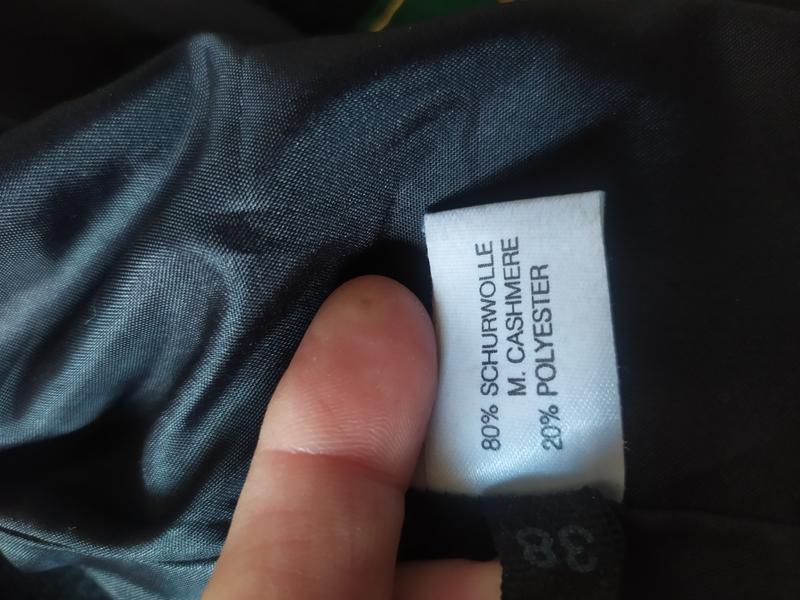 80% SCHURWOLLE
M. CASHMERE
20% POLYESTER
38